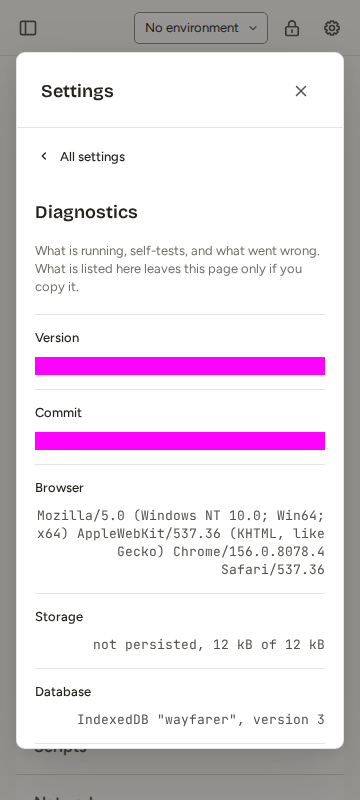 No environment
Settings
All settings
Diagnostics
What is running, self-tests, and what went wrong.
What is listed here leaves this page only if you
copy it.
Version
Commit
Browser
Mozilla/5.0 (Windows NT 10.0; Win64;
x64) AppleWebKit/537.36 (KHTML, like
Gecko) Chrome/156.0.8078.4
Safari/537.36
Storage
not persisted, 12 kB of 12 kB
Database
IndexedDB "wayfarer", version 3
Scripts